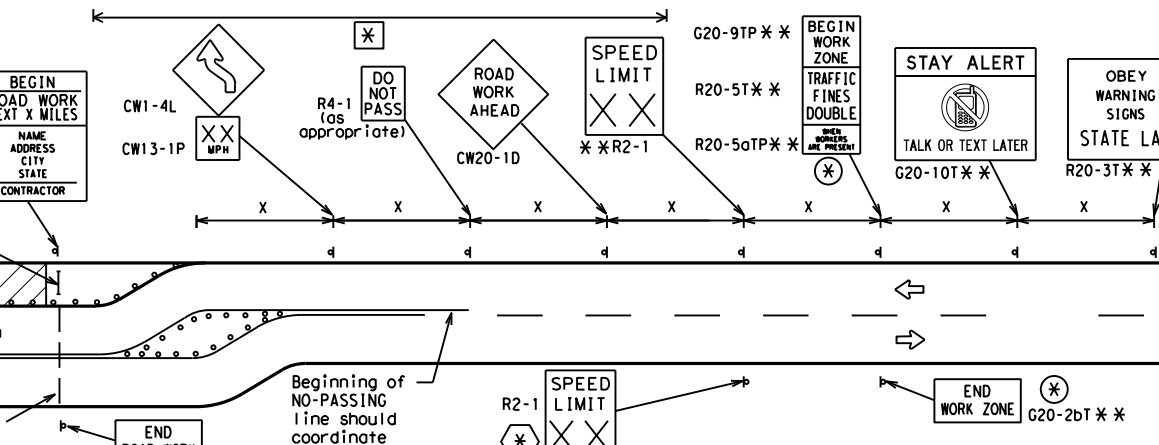 BEGIN
ROAD WORK
NEXT X MILES
NAME
ADDRESS
CITY
STATE
CONTRACTOR
CW1-4L
CW13-1P
XX
MPH
*
R4-1
(as
appropriate)
DO
NOT
PASS
ROAD
WORK
AHEAD
CW20-1D
SPEED
LIMIT
X X
* * R2-1
G20-9TP * *
R20-5T * *
R20-5aTP * *
BEGIN
WORK
ZONE
TRAFFIC
FINES
DOUBLE
WHEN
WORKERS
ARE PRESENT
*
STAY ALERT
TALK OR TEXT LATER
G20-10T * *
OBEY
WARNING
SIGNS
STATE LA
R20-3T * *
X X X X X X X
Beginning of
NO-PASSING
line should
coordinate
R2-1
*
SPEED
LIMIT
X X
END
WORK ZONE
*
G20-2bT * *
END
ROAD WORK